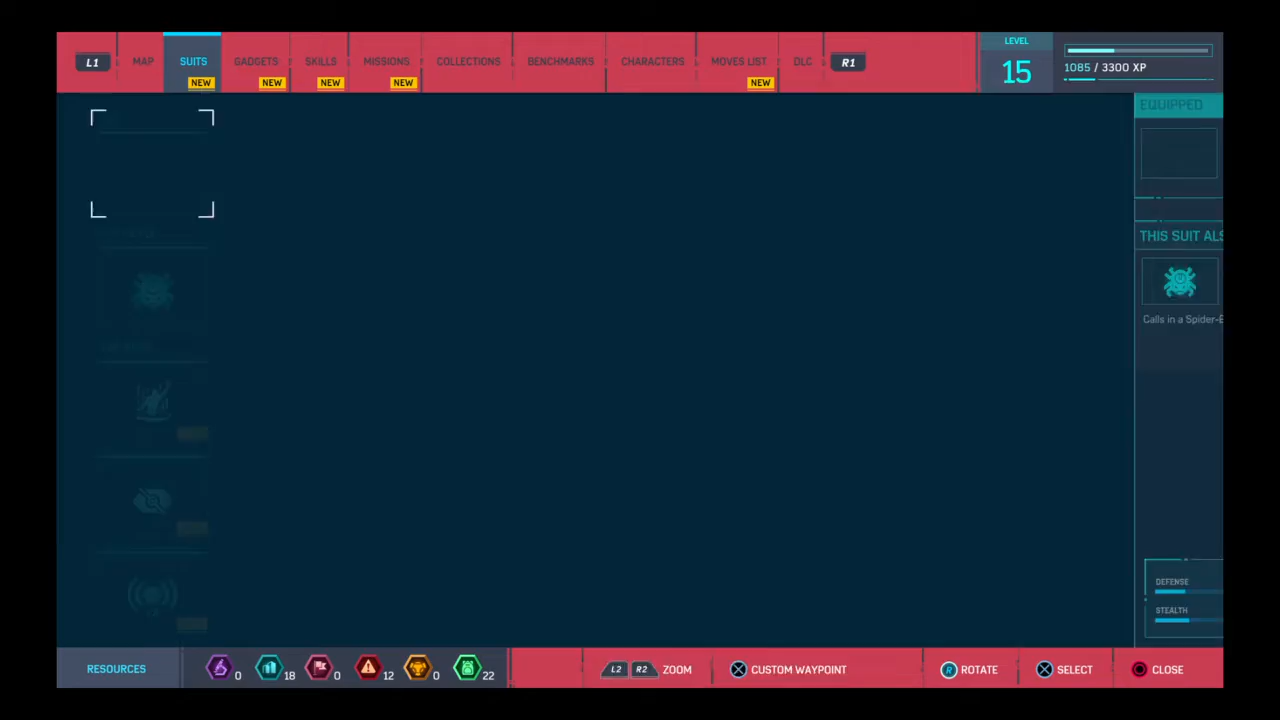 L1 MAP SUITS GADGETS SKILLS MISSIONS COLLECTIONS BENCHMARKS CHARACTERS MOVES LIST DLC R1
NEW NEW NEW NEW NEW
LEVEL
15
1085 / 3300 XP
EQUIPPED
THIS SUIT ALS
Calls in a Spider-B
DEFENSE
STEALTH
RESOURCES 0 18 0 12 0 22 L2 R2 ZOOM CUSTOM WAYPOINT R ROTATE SELECT CLOSE